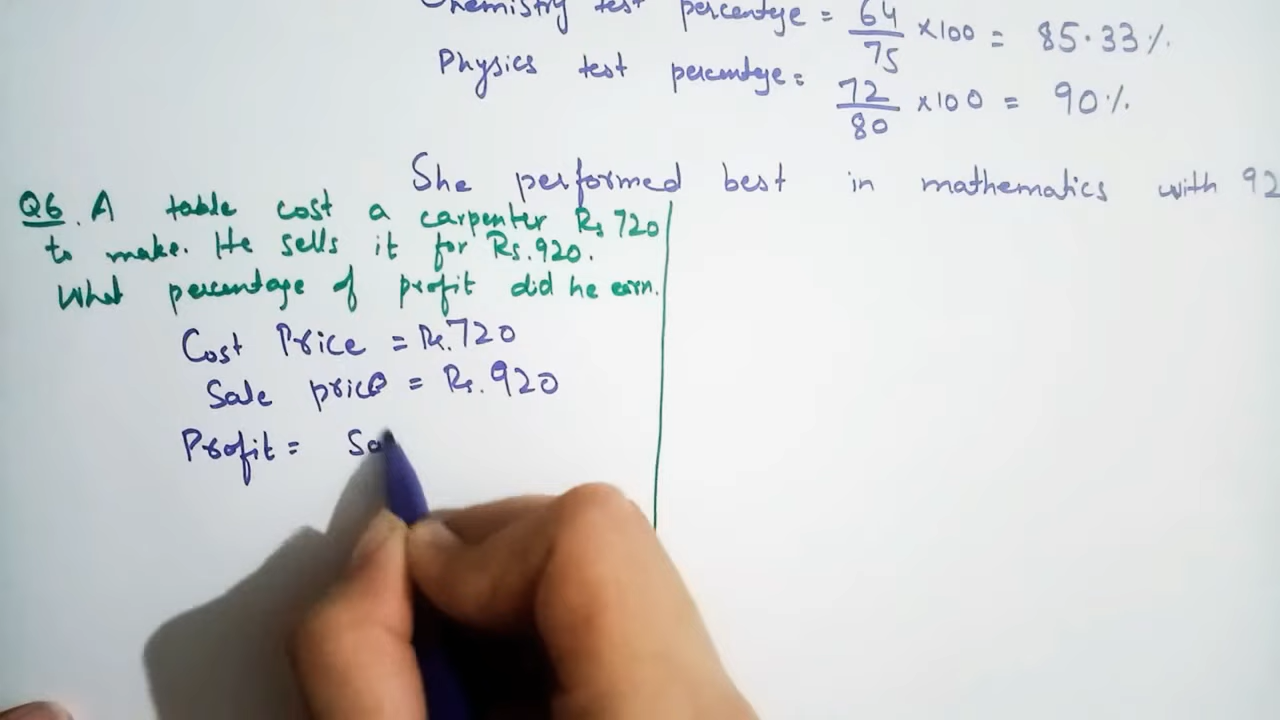 Chemistry test percentage = 64/75 ×100 = 85.33%
Physics test percentage = 72/80 ×100 = 90%
She performed best in mathematics with 92
Q6. A table cost a carpenter Rs 720
to make. He sells it for Rs.920.
What percentage of profit did he earn.
Cost Price = Rs.720
Sale price = Rs.920
Profit = Sa